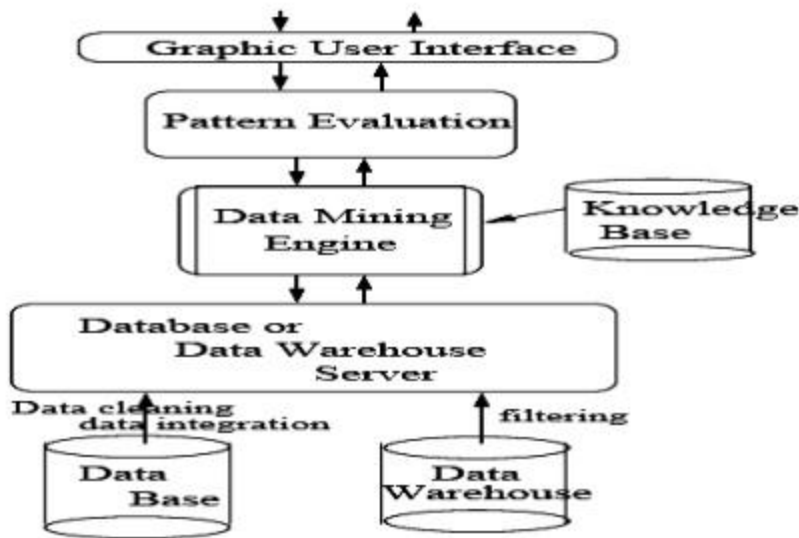 Graphic User Interface
Pattern Evaluation
Data Mining
Engine
Knowledge
Base
Database or
Data Warehouse
Server
Data cleaning
data integration
filtering
Data
Base
Data
Warehouse